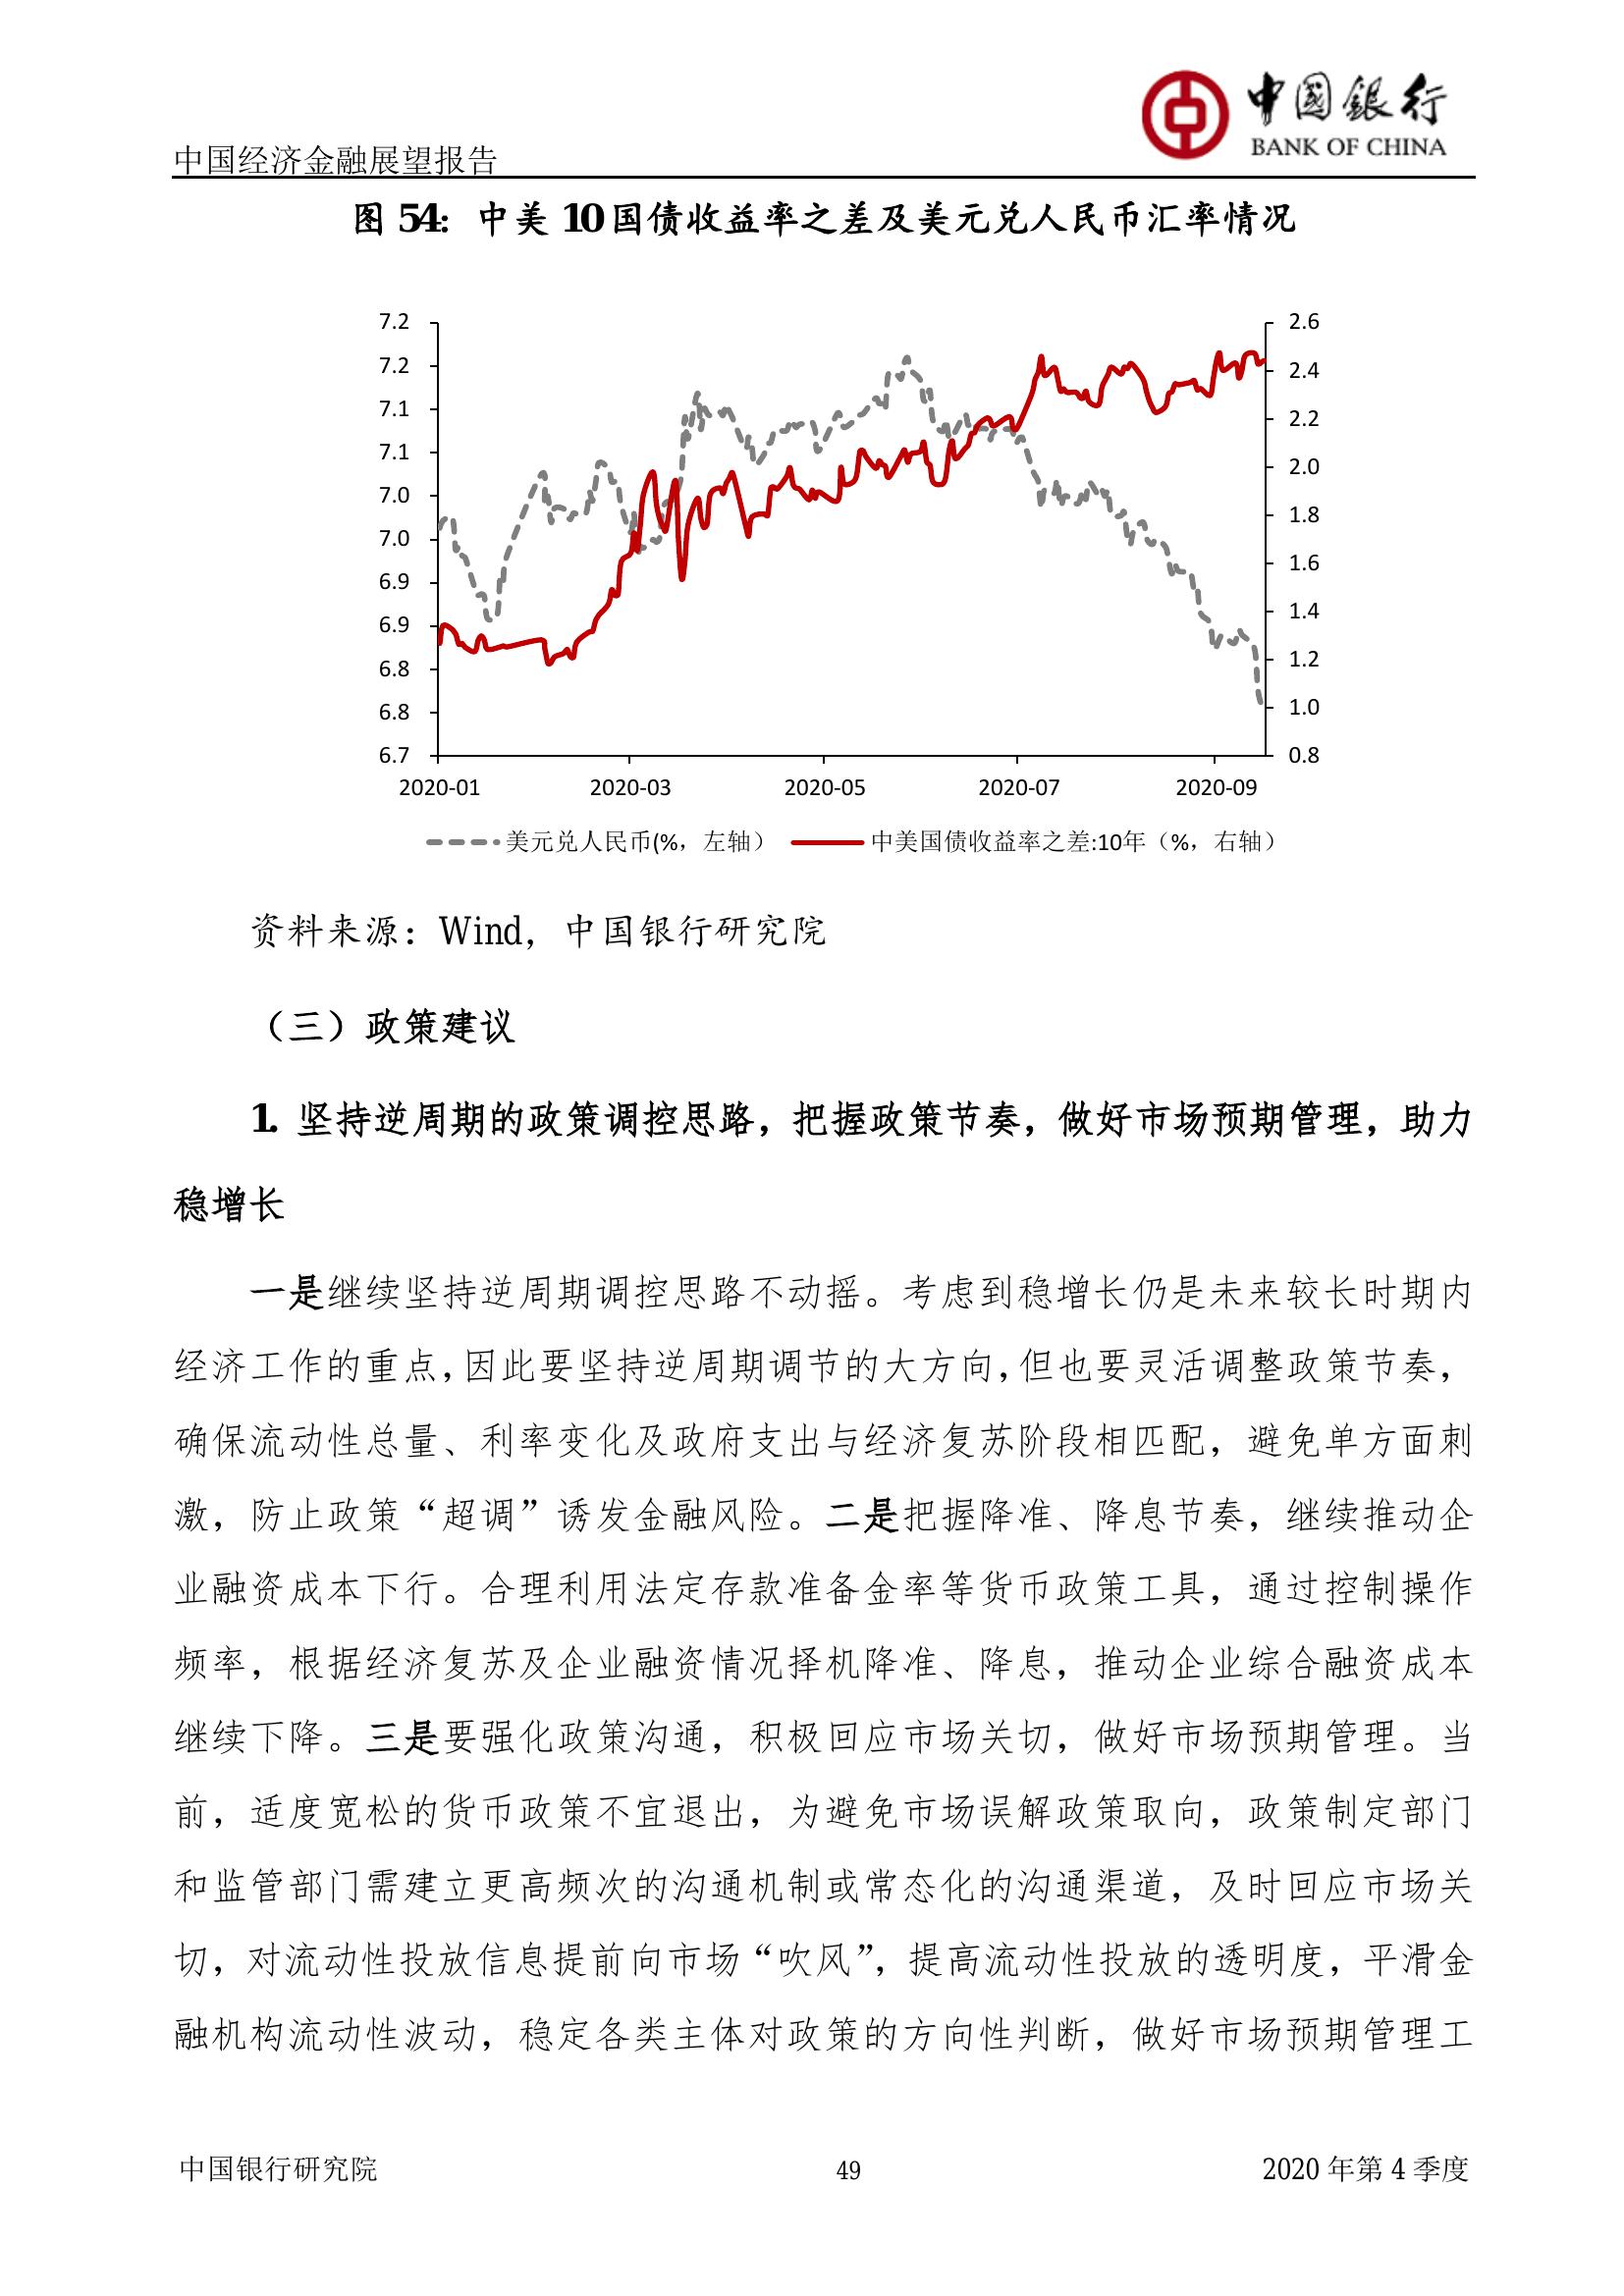 中國銀行
BANK OF CHINA
中国经济金融展望报告
图 54：中美 10 国债收益率之差及美元兑人民币汇率情况
7.2
7.2
7.1
7.1
7.0
7.0
6.9
6.9
6.8
6.8
6.7
2.6
2.4
2.2
2.0
1.8
1.6
1.4
1.2
1.0
0.8
2020-01 2020-03 2020-05 2020-07 2020-09
美元兑人民币(%，左轴） 中美国债收益率之差:10年（%，右轴）
资料来源：Wind，中国银行研究院
（三）政策建议
1. 坚持逆周期的政策调控思路，把握政策节奏，做好市场预期管理，助力
稳增长
一是继续坚持逆周期调控思路不动摇。考虑到稳增长仍是未来较长时期内
经济工作的重点，因此要坚持逆周期调节的大方向，但也要灵活调整政策节奏，
确保流动性总量、利率变化及政府支出与经济复苏阶段相匹配，避免单方面刺
激，防止政策“超调”诱发金融风险。二是把握降准、降息节奏，继续推动企
业融资成本下行。合理利用法定存款准备金率等货币政策工具，通过控制操作
频率，根据经济复苏及企业融资情况择机降准、降息，推动企业综合融资成本
继续下降。三是要强化政策沟通，积极回应市场关切，做好市场预期管理。当
前，适度宽松的货币政策不宜退出，为避免市场误解政策取向，政策制定部门
和监管部门需建立更高频次的沟通机制或常态化的沟通渠道，及时回应市场关
切，对流动性投放信息提前向市场“吹风”，提高流动性投放的透明度，平滑金
融机构流动性波动，稳定各类主体对政策的方向性判断，做好市场预期管理工
中国银行研究院 49 2020 年第 4 季度